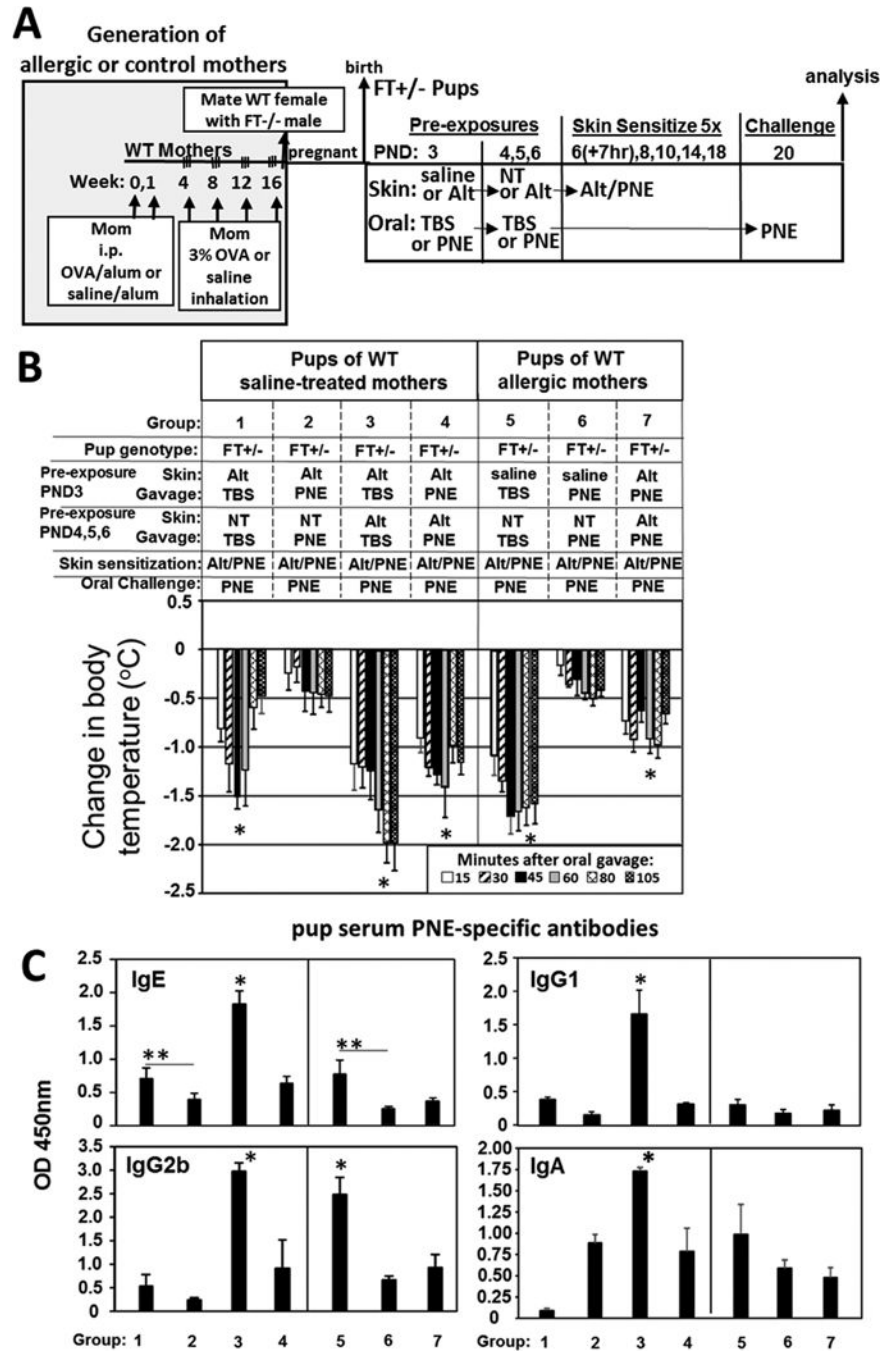 A
Generation of
allergic or control mothers
Mate WT female
with FT-/- male
WT Mothers
Week: 0,1 4 8 12 16
Mom
i.p.
OVA/alum or
saline/alum
Mom
3% OVA or
saline
inhalation
pregnant
birth
FT+/- Pups
analysis
Pre-exposures Skin Sensitize 5x Challenge
PND: 3 4,5,6 6(+7hr),8,10,14,18 20
saline NT
Skin: or Alt or Alt Alt/PNE
Oral: TBS TBS PNE
or PNE or PNE
B
Pups of WT
saline-treated mothers
Pups of WT
allergic mothers
Group: 1 2 3 4 5 6 7
Pup genotype: FT+/- FT+/- FT+/- FT+/- FT+/- FT+/- FT+/-
Pre-exposure Skin: Alt Alt Alt Alt saline saline Alt
PND3 Gavage: TBS PNE TBS PNE TBS PNE PNE
Pre-exposure Skin: NT NT Alt Alt NT NT Alt
PND4,5,6 Gavage: TBS PNE TBS PNE TBS PNE PNE
Skin sensitization: Alt/PNE Alt/PNE Alt/PNE Alt/PNE Alt/PNE Alt/PNE Alt/PNE
Oral Challenge: PNE PNE PNE PNE PNE PNE PNE
Change in body
temperature (°C)
0.5
0
-0.5
-1.0
-1.5
-2.0
-2.5
* * * * *
Minutes after oral gavage:
15 30 45 60 80 105
pup serum PNE-specific antibodies
C
OD 450nm
IgE
2.5
2.0
1.5
1.0
0.5
0
** * **
IgG1
2.5
2.0
1.5
1.0
0.5
0
*
IgG2b
3.5
3.0
2.5
2.0
1.5
1.0
0.5
0
* *
IgA
2.00
1.75
1.50
1.25
1.00
0.75
0.50
0.25
0
*
Group: 1 2 3 4 5 6 7
Group: 1 2 3 4 5 6 7